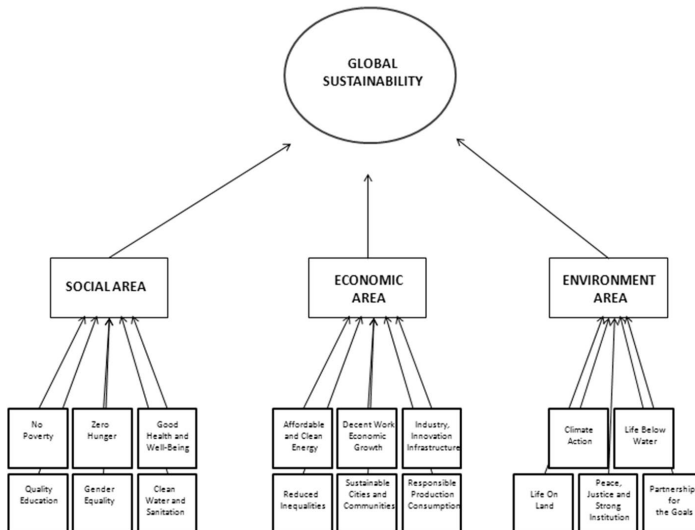 GLOBAL
SUSTAINABILITY
SOCIAL AREA
ECONOMIC
AREA
ENVIRONMENT
AREA
No
Poverty
Zero
Hunger
Good
Health and
Well-Being
Affordable
and Clean
Energy
Decent Work
Economic
Growth
Industry,
Innovation
Infrastructure
Climate
Action
Life Below
Water
Quality
Education
Gender
Equality
Clean
Water and
Sanitation
Reduced
Inequalities
Sustainable
Cities and
Communities
Responsible
Production
Consumption
Life On
Land
Peace,
Justice and
Strong
Institution
Partnership
for
the Goals